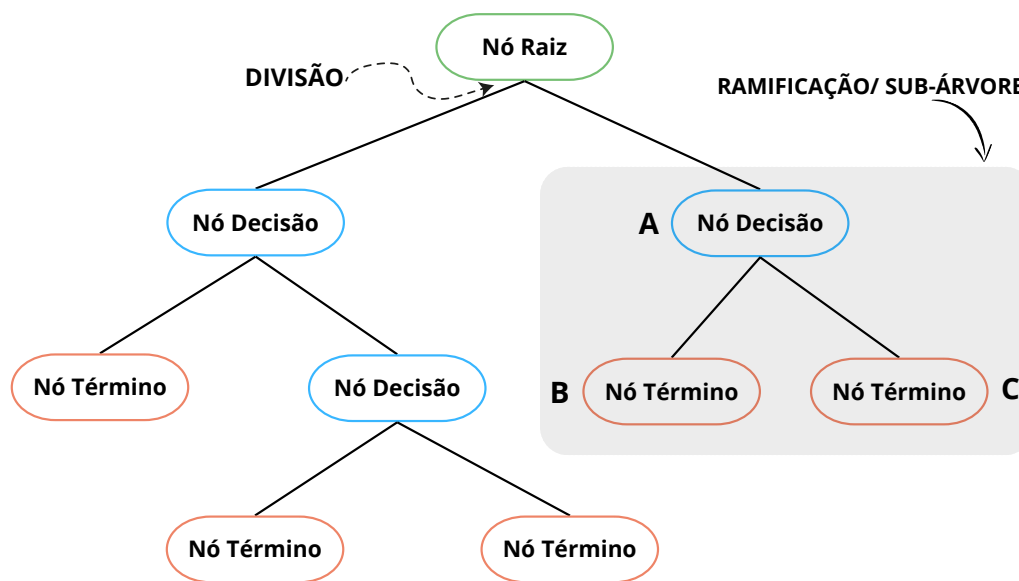 Nó Raiz
DIVISÃO
RAMIFICAÇÃO/ SUB-ÁRVORE
Nó Decisão
A
Nó Decisão
Nó Término
Nó Decisão
B
Nó Término
Nó Término
C
Nó Término
Nó Término